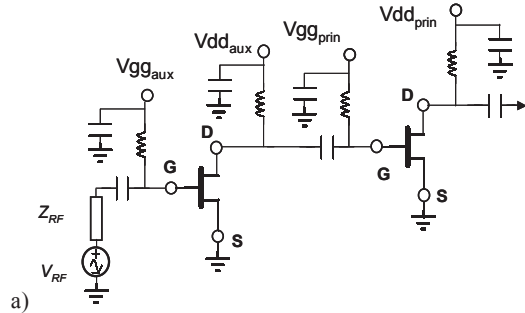 Vdd_prin
Vdd_aux
Vgg_prin
Vgg_aux
D
D
G
G
S
S
Z_RF
V_RF
a)